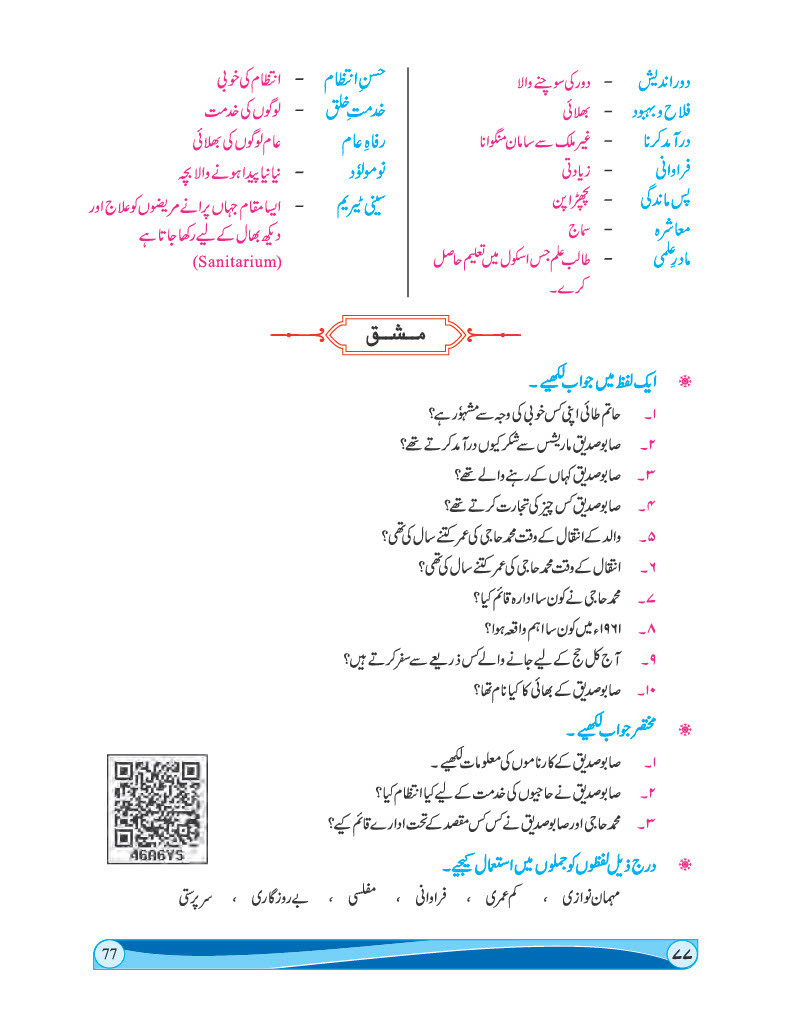 دور اندیش – دور کی سوچنے والا
فلاح و بہبود – بھلائی
درآمد کرنا – غیر ملک سے سامان منگوانا
فراوانی – زیادتی
پس ماندگی – پچھڑاپن
معاشرہ – سماج
مادرِ علمی – طالب علم جس اسکول میں تعلیم حاصل
کرے۔
حسنِ انتظام – انتظام کی خوبی
خدمتِ خلق – لوگوں کی خدمت
رفاہِ عام عام لوگوں کی بھلائی
نومولؤد – نیا نیا پیدا ہونے والا بچہ
سینی ٹیریم – ایسا مقام جہاں پرانے مریضوں کو علاج اور
دیکھ بھال کے لیے رکھا جاتا ہے
(Sanitarium)
مشق
ایک لفظ میں جواب لکھیے۔
۱۔ حاتم طائی اپنی کس خوبی کی وجہ سے مشہوٗر ہے؟
۲۔ صابو صدیق ماریشس سے شکر کیوں درآمد کرتے تھے؟
۳۔ صابو صدیق کہاں کے رہنے والے تھے؟
۴۔ صابو صدیق کس چیز کی تجارت کرتے تھے؟
۵۔ والد کے انتقال کے وقت محمد حاجی کی عمر کتنے سال کی تھی؟
۶۔ انتقال کے وقت محمد حاجی کی عمر کتنے سال کی تھی؟
۷۔ محمد حاجی نے کون سا ادارہ قائم کیا؟
۸۔ ۱۹۶۱ء میں کون سا اہم واقعہ ہوا؟
۹۔ آج کل حج کے لیے جانے والے کس ذریعے سے سفر کرتے ہیں؟
۱۰۔ صابو صدیق کے بھائی کا کیا نام تھا؟
مختصر جواب لکھیے۔
۱۔ صابو صدیق کے کارناموں کی معلومات لکھیے۔
۲۔ صابو صدیق نے حاجیوں کی خدمت کے لیے کیا انتظام کیا؟
۳۔ محمد حاجی اور صابو صدیق نے کس کس مقصد کے تحت ادارے قائم کیے؟
A6A6YS
درج ذیل لفظوں کو جملوں میں استعمال کیجیے۔
مہمان نوازی ، کم عمری ، فراوانی ، مفلسی ، بے روزگاری ، سرپرستی
77
۷۷